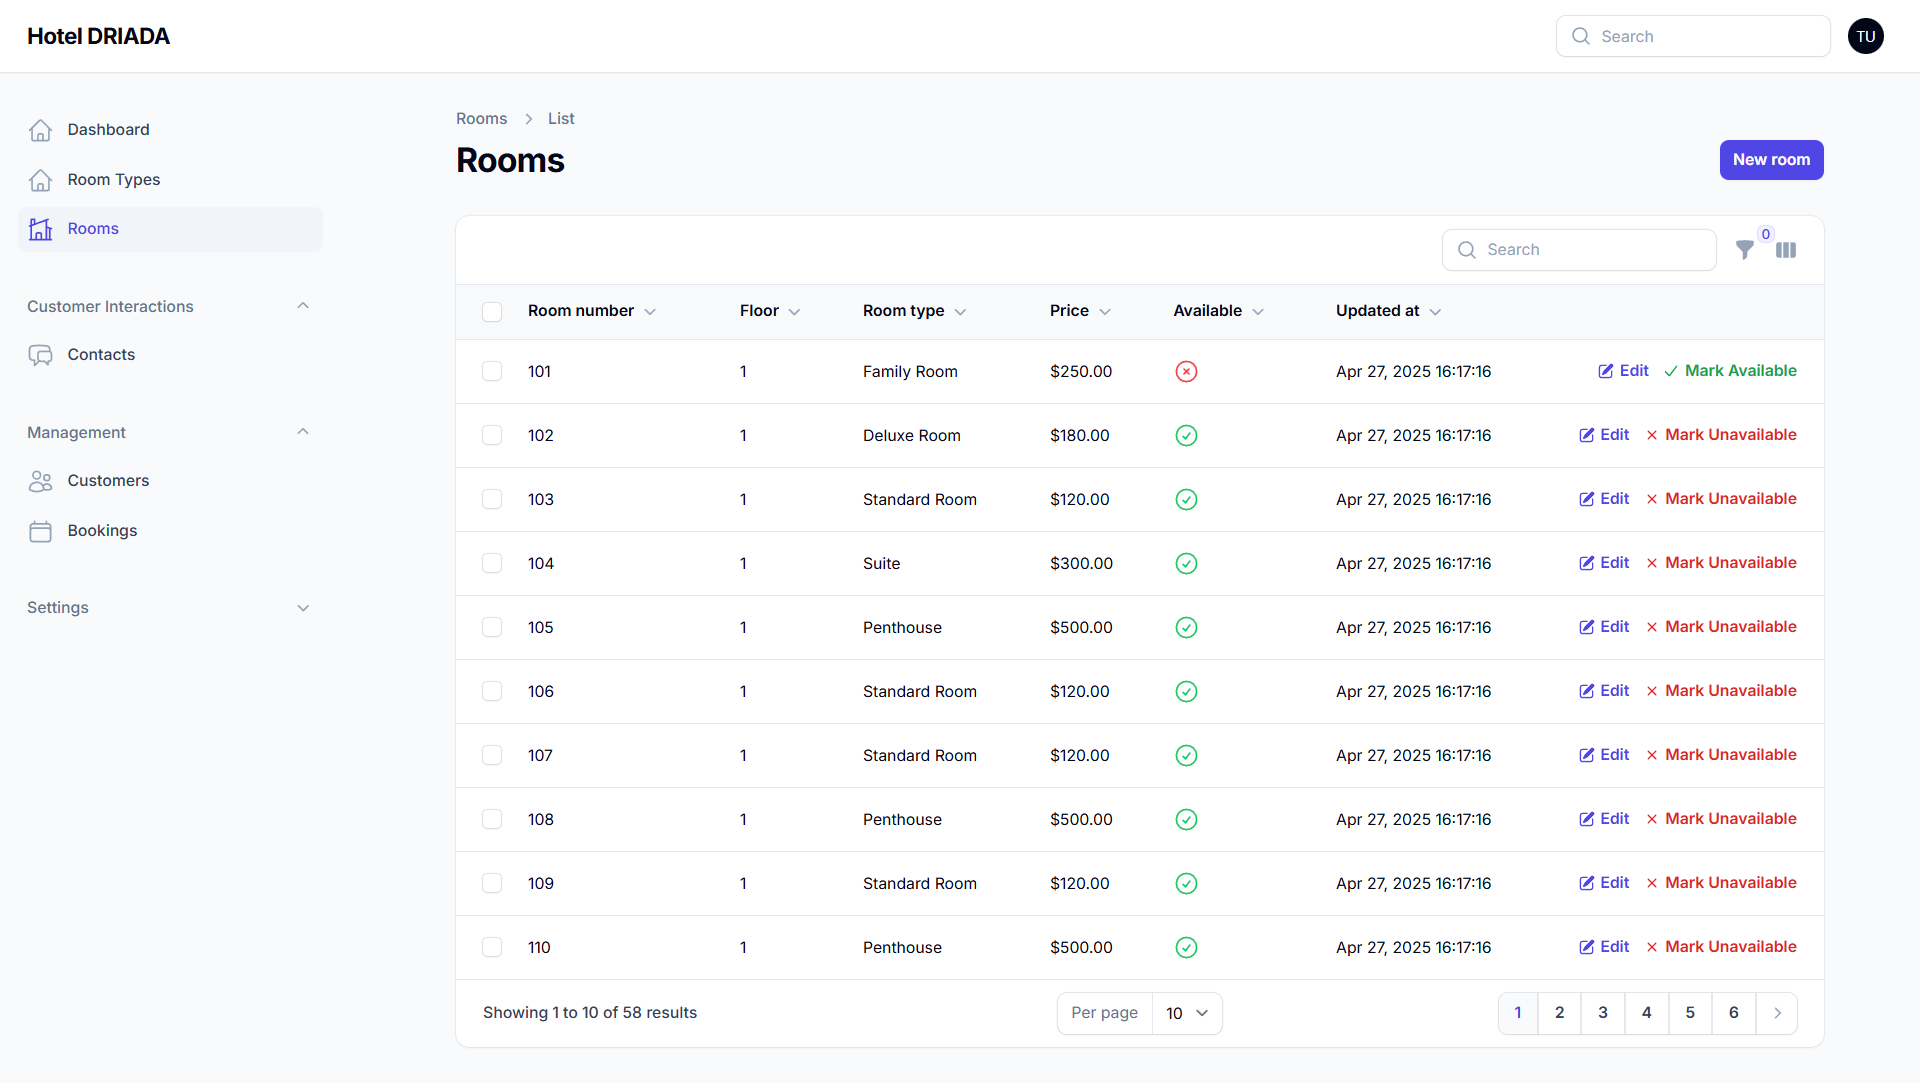 Hotel DRIADA
Search
TU
Dashboard
Room Types
Rooms
Customer Interactions
Contacts
Management
Customers
Bookings
Settings
Rooms > List
Rooms
New room
Search
0
Room number Floor Room type Price Available Updated at
101 1 Family Room $250.00 Apr 27, 2025 16:17:16 Edit Mark Available
102 1 Deluxe Room $180.00 Apr 27, 2025 16:17:16 Edit Mark Unavailable
103 1 Standard Room $120.00 Apr 27, 2025 16:17:16 Edit Mark Unavailable
104 1 Suite $300.00 Apr 27, 2025 16:17:16 Edit Mark Unavailable
105 1 Penthouse $500.00 Apr 27, 2025 16:17:16 Edit Mark Unavailable
106 1 Standard Room $120.00 Apr 27, 2025 16:17:16 Edit Mark Unavailable
107 1 Standard Room $120.00 Apr 27, 2025 16:17:16 Edit Mark Unavailable
108 1 Penthouse $500.00 Apr 27, 2025 16:17:16 Edit Mark Unavailable
109 1 Standard Room $120.00 Apr 27, 2025 16:17:16 Edit Mark Unavailable
110 1 Penthouse $500.00 Apr 27, 2025 16:17:16 Edit Mark Unavailable
Showing 1 to 10 of 58 results Per page 10 1 2 3 4 5 6